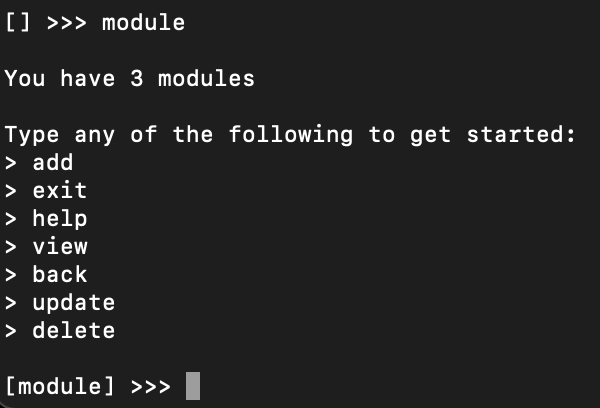 [] >>> module
You have 3 modules
Type any of the following to get started:
> add
> exit
> help
> view
> back
> update
> delete
[module] >>>